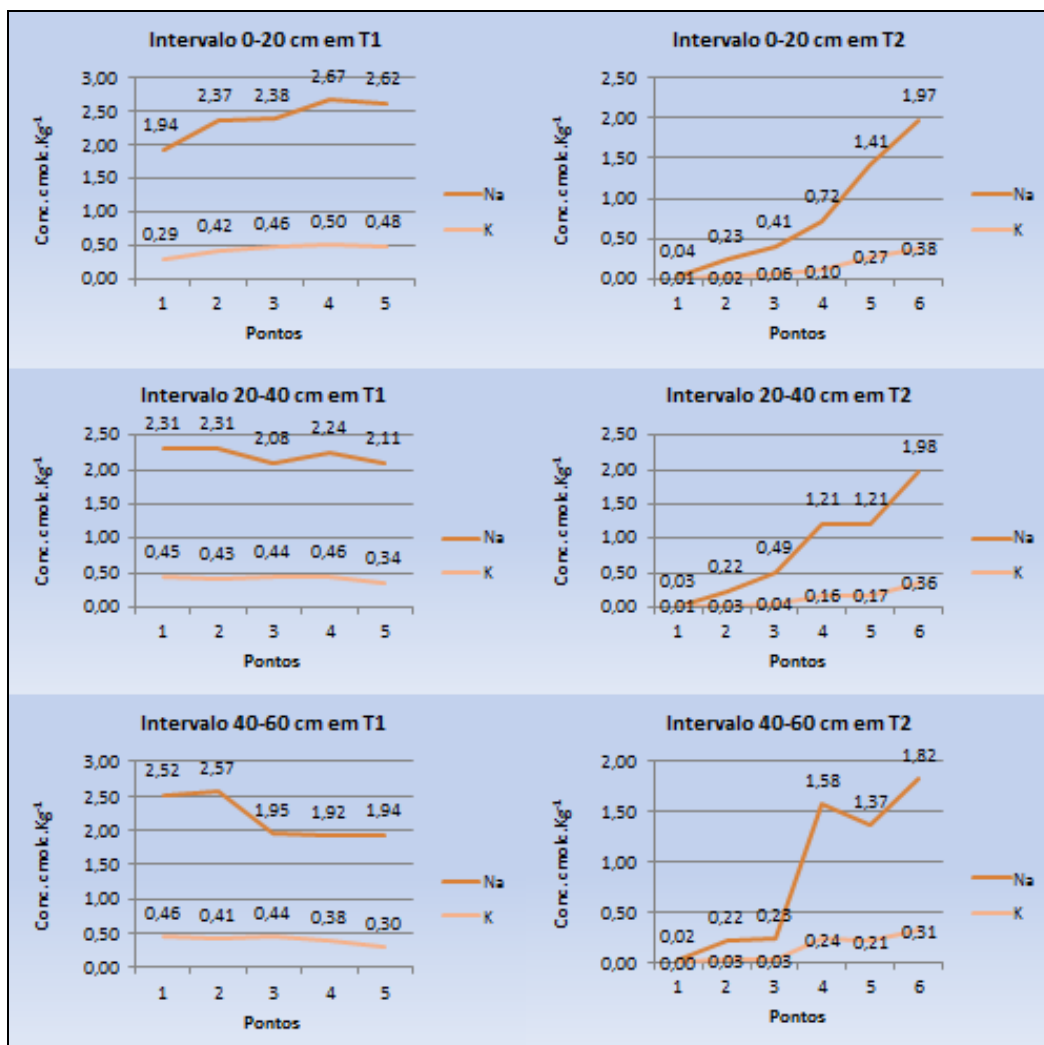 Intervalo 0-20 cm em T1
Conc. cmolc.Kg⁻¹
3,00
2,50
2,00
1,50
1,00
0,50
0,00
1,94
2,37
2,38
2,67
2,62
0,29
0,42
0,46
0,50
0,48
1 2 3 4 5
Pontos
Na
K
Intervalo 0-20 cm em T2
Conc. cmolc.Kg⁻¹
2,50
2,00
1,50
1,00
0,50
0,00
0,04
0,23
0,41
0,72
1,41
1,97
0,01
0,02
0,06
0,10
0,27
0,38
1 2 3 4 5 6
Pontos
Na
K
Intervalo 20-40 cm em T1
Conc. cmolc.Kg⁻¹
2,50
2,00
1,50
1,00
0,50
0,00
2,31
2,31
2,08
2,24
2,11
0,45
0,43
0,44
0,46
0,34
1 2 3 4 5
Pontos
Na
K
Intervalo 20-40 cm em T2
Conc. cmolc.Kg⁻¹
2,50
2,00
1,50
1,00
0,50
0,00
0,03
0,22
0,49
1,21
1,21
1,98
0,01
0,03
0,04
0,16
0,17
0,36
1 2 3 4 5 6
Pontos
Na
K
Intervalo 40-60 cm em T1
Conc. cmolc.Kg⁻¹
3,00
2,50
2,00
1,50
1,00
0,50
0,00
2,52
2,57
1,95
1,92
1,94
0,46
0,41
0,44
0,38
0,30
1 2 3 4 5
Pontos
Na
K
Intervalo 40-60 cm em T2
Conc. cmolc.Kg⁻¹
2,00
1,50
1,00
0,50
0,00
0,02
0,22
0,23
1,58
1,37
1,82
0,00
0,03
0,03
0,24
0,21
0,31
1 2 3 4 5 6
Pontos
Na
K